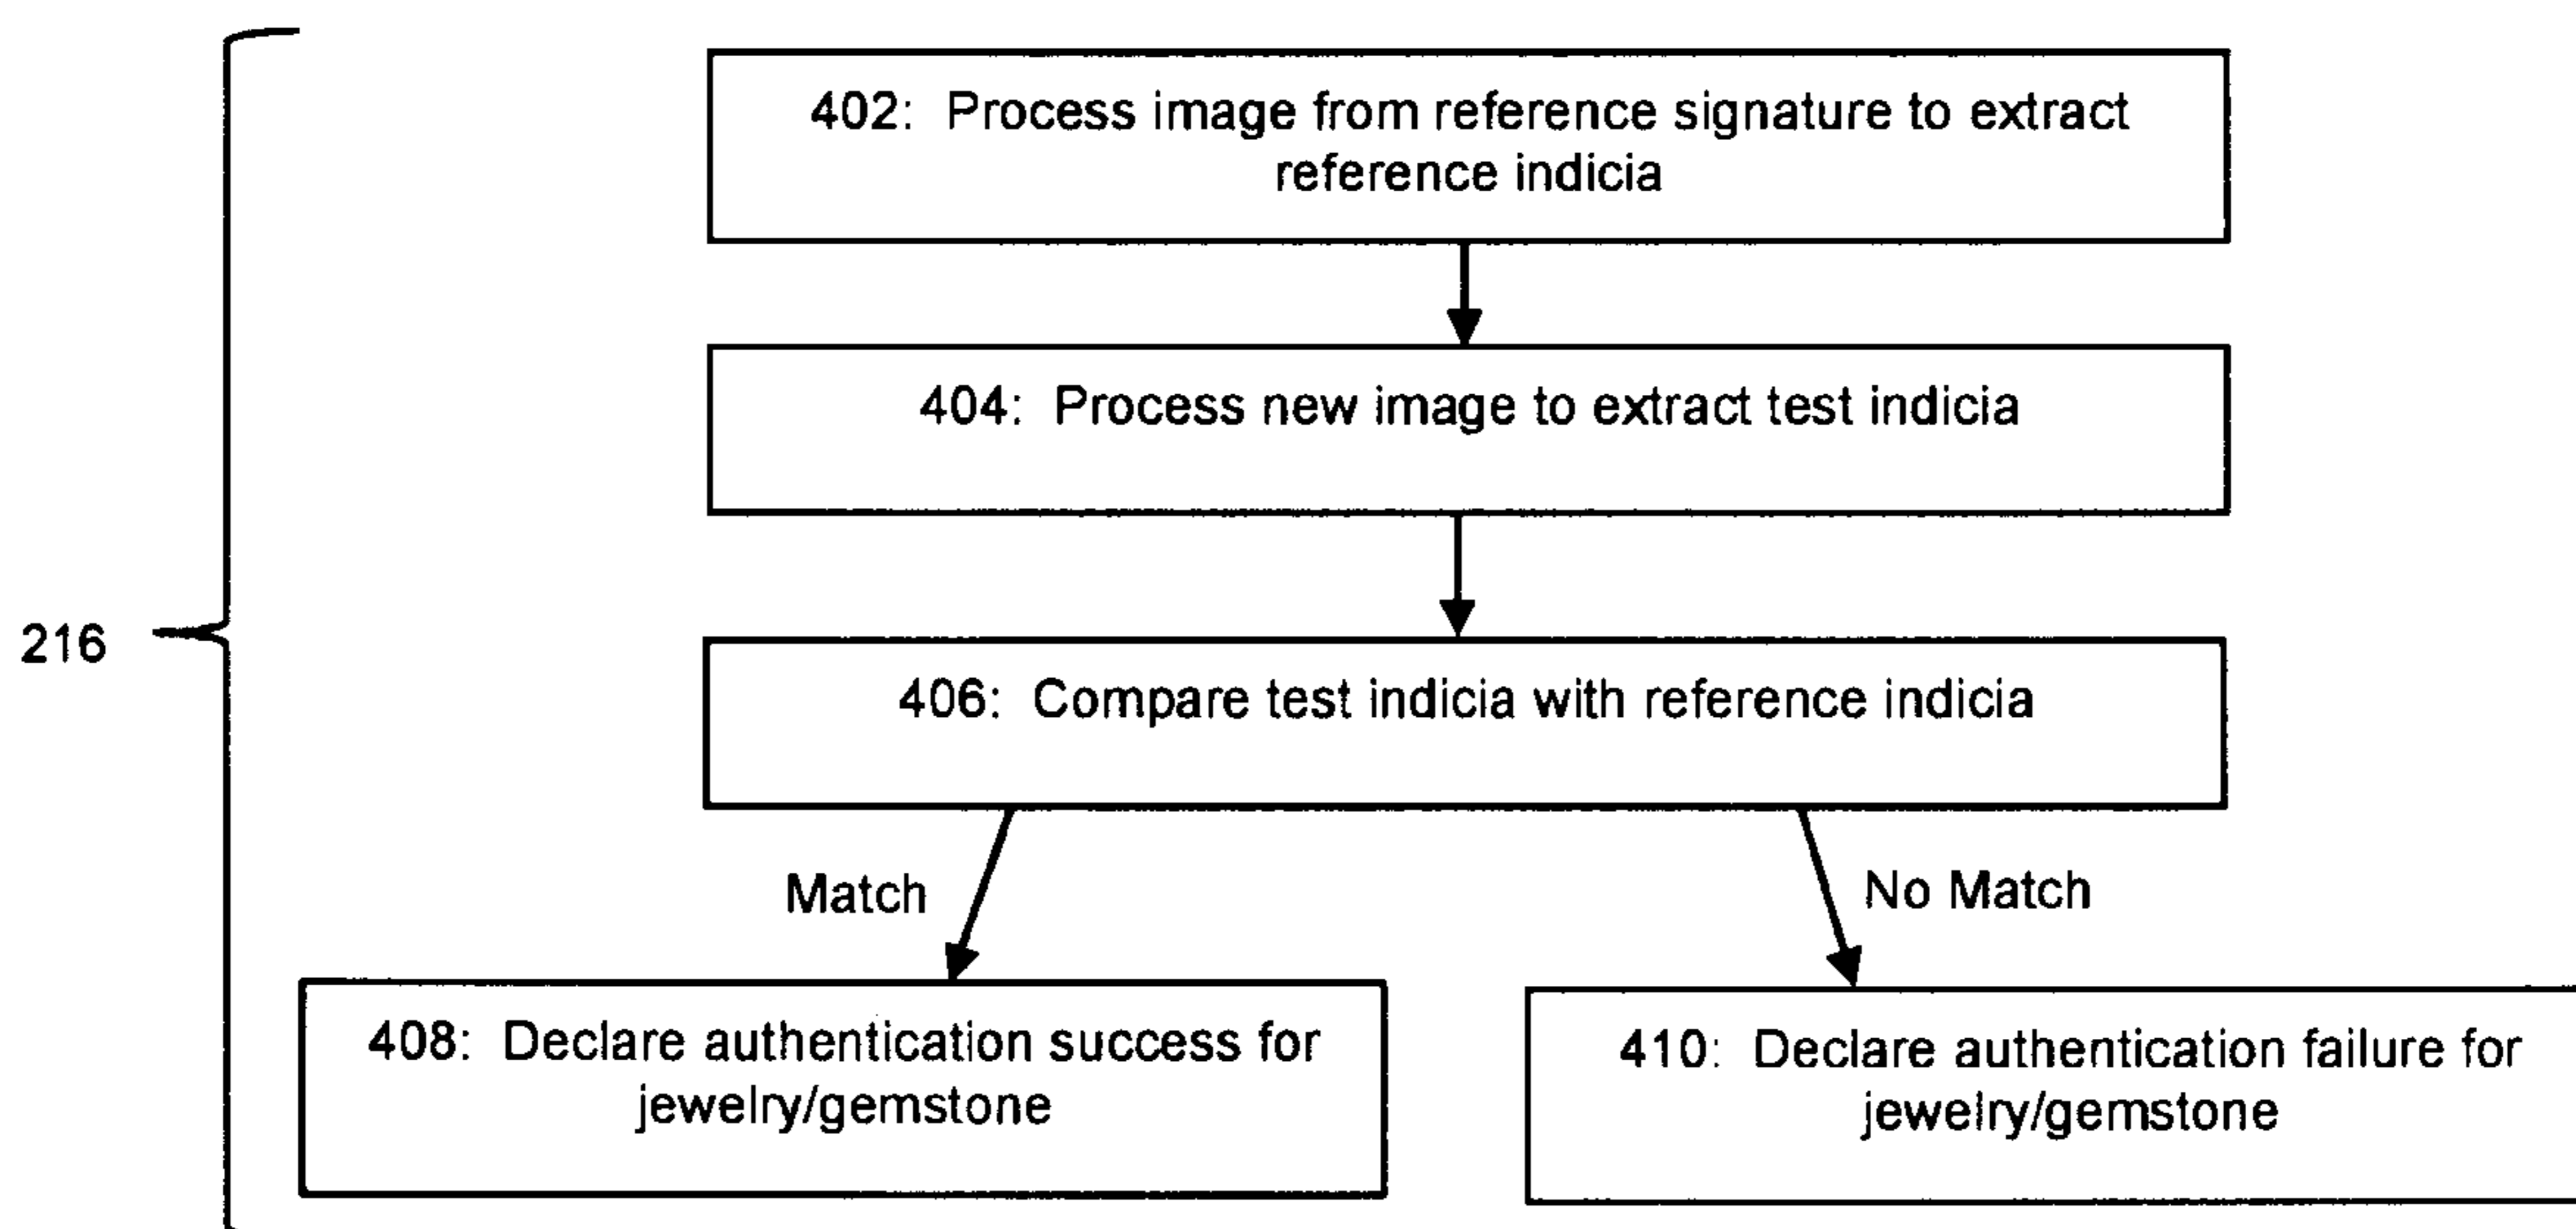 402: Process image from reference signature to extract
reference indicia
404: Process new image to extract test indicia
216
406: Compare test indicia with reference indicia
Match
No Match
408: Declare authentication success for
jewelry/gemstone
410: Declare authentication failure for
jewelry/gemstone